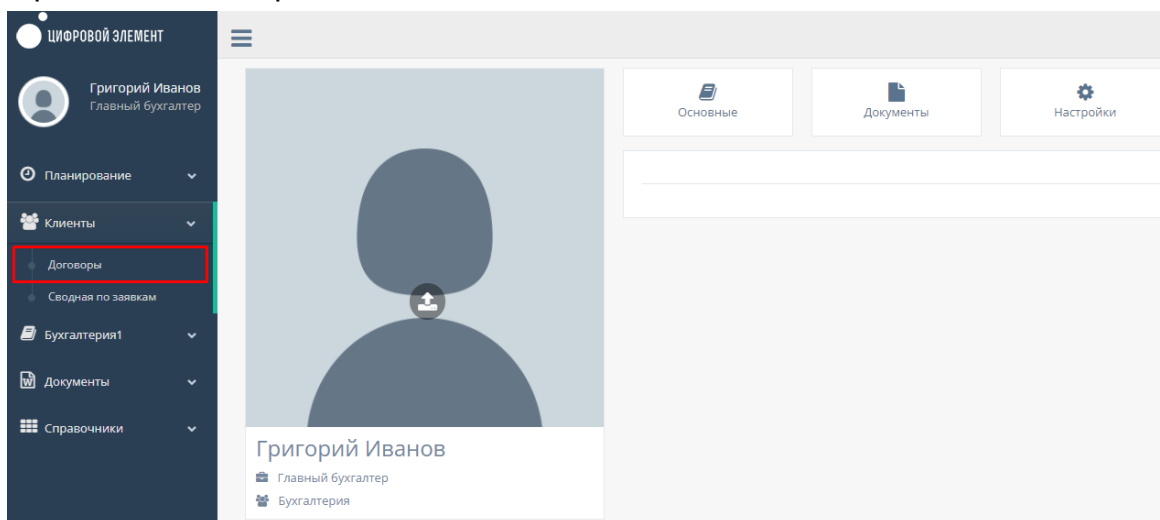 ЦИФРОВОЙ ЭЛЕМЕНТ
Григорий Иванов
Главный бухгалтер
Планирование
Клиенты
Договоры
Сводная по заявкам
Бухгалтерия1
Документы
Справочники
Основные
Документы
Настройки
Григорий Иванов
Главный бухгалтер
Бухгалтерия